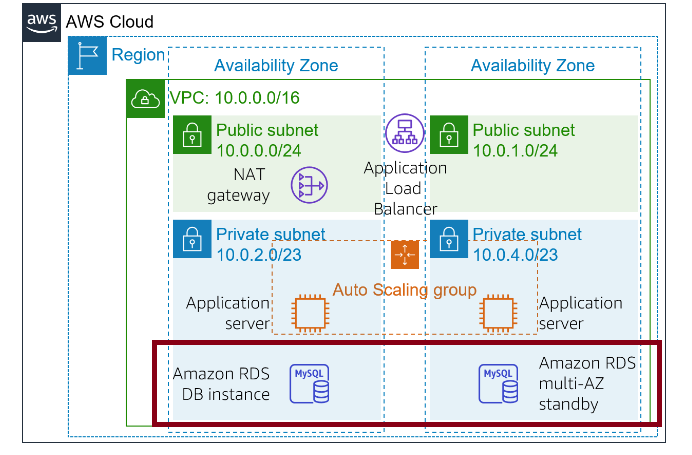 aws
AWS Cloud
Region
Availability Zone
Availability Zone
VPC: 10.0.0.0/16
Public subnet
10.0.0.0/24
NAT
gateway
Application
Load
Balancer
Public subnet
10.0.1.0/24
Private subnet
10.0.2.0/23
Private subnet
10.0.4.0/23
Auto Scaling group
Application
server
Application
server
Amazon RDS
DB instance
MySQL
MySQL
Amazon RDS
multi-AZ
standby